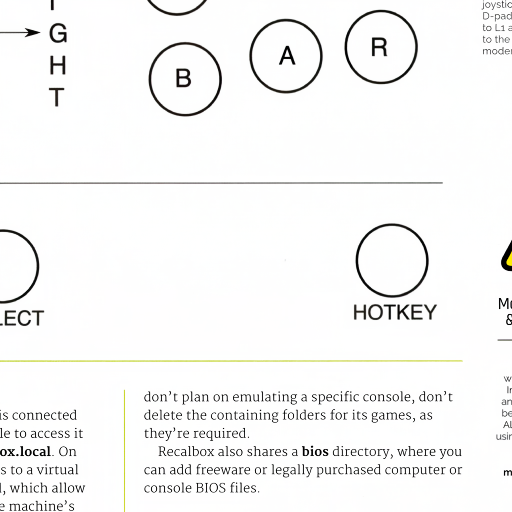 G
H
T
B
A
R
joystic
D-pad
to L1 a
to the
moder
LECT
HOTKEY
is connected
le to access it
ox.local. On
s to a virtual
l, which allow
e machine's
don't plan on emulating a specific console, don't
delete the containing folders for its games, as
they're required.
Recalbox also shares a bios directory, where you
can add freeware or legally purchased computer or
console BIOS files.
Mo
&
w
I
an
be
Al
usin
m